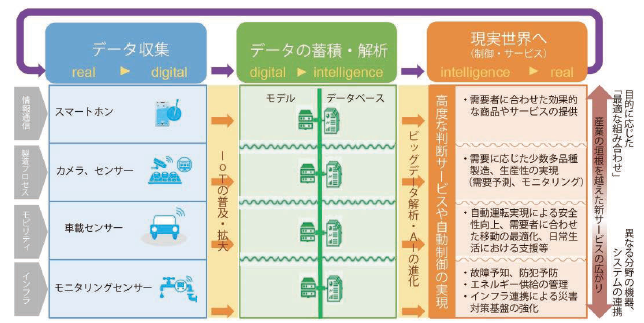 データ収集
real ▶ digital
データの蓄積・解析
digital ▶ intelligence
現実世界へ
(制御・サービス)
intelligence ▶ real
情報通信
スマートホン
製造プロセス
カメラ、センサー
モビリティ
車載センサー
インフラ
モニタリングセンサー
IoTの普及・拡大
モデル
データベース
ビッグデータ解析・AIの進化
高度な判断サービスや自動制御の実現
・需要者に合わせた効果的
な商品やサービスの提供
・需要に応じた少数多品種
製造、生産性の実現
(需要予測、モニタリング)
・自動運転実現による安全
性向上、需要者に合わせ
た移動の最適化、日常生
活における支援等
・故障予知、防犯予防
・エネルギー供給の管理
・インフラ連携による災害
対策基盤の強化
産業の垣根を越えた新サービスの広がり
目的に応じた
「最適な組み合わせ」
異なる分野の機器、
システムの連携